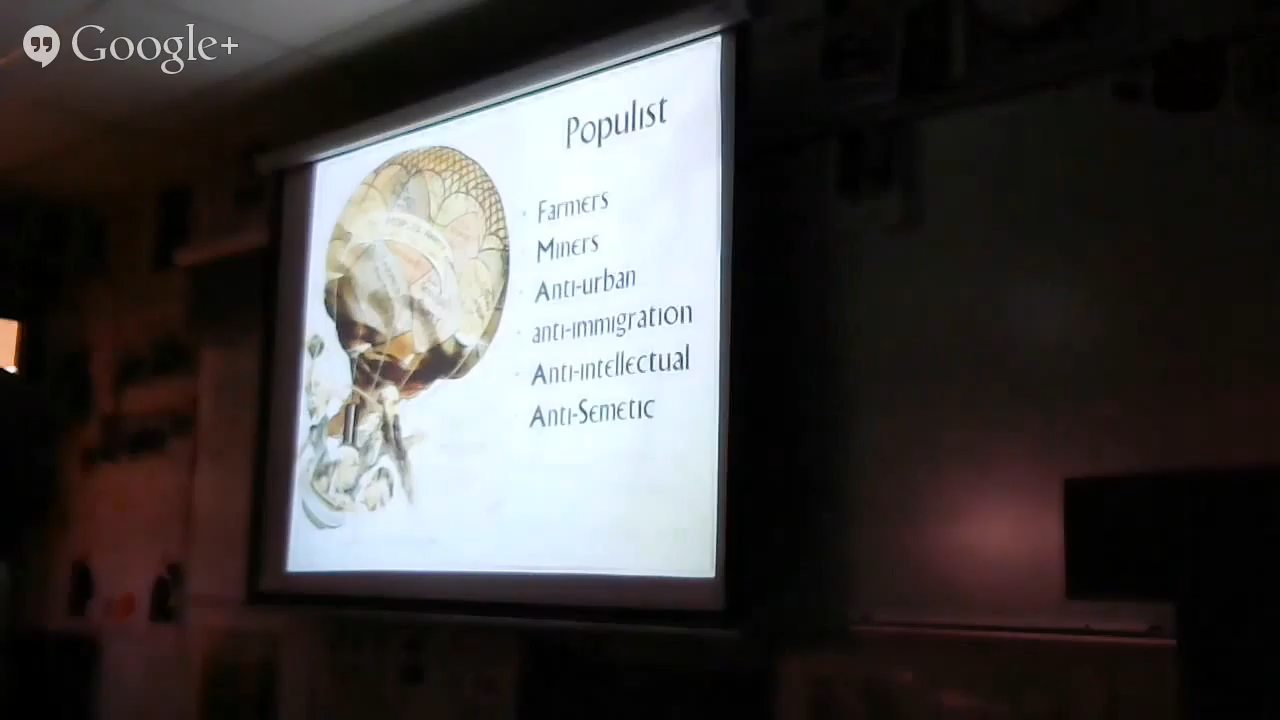 Google+
Populist
Farmers
Miners
Anti-urban
anti-immigration
Anti-intellectual
Anti-Semetic